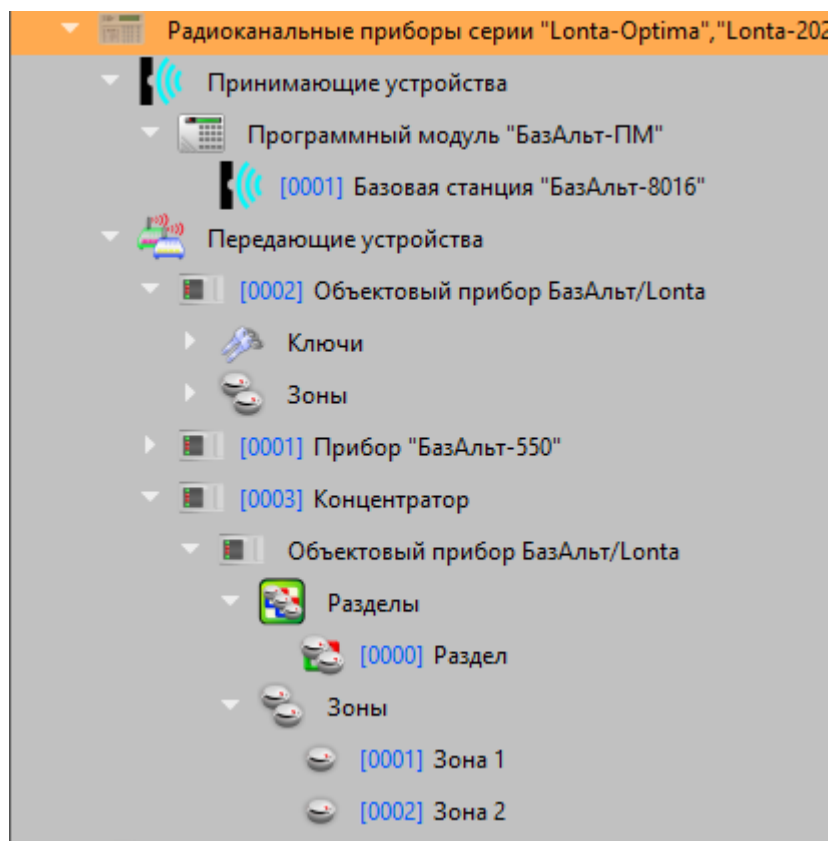 Радиоканальные приборы серии "Lonta-Optima","Lonta-202
Принимающие устройства
Программный модуль "БазАльт-ПМ"
[0001] Базовая станция "БазАльт-8016"
Передающие устройства
[0002] Объектовый прибор БазАльт/Lonta
Ключи
Зоны
[0001] Прибор "БазАльт-550"
[0003] Концентратор
Объектовый прибор БазАльт/Lonta
Разделы
[0000] Раздел
Зоны
[0001] Зона 1
[0002] Зона 2